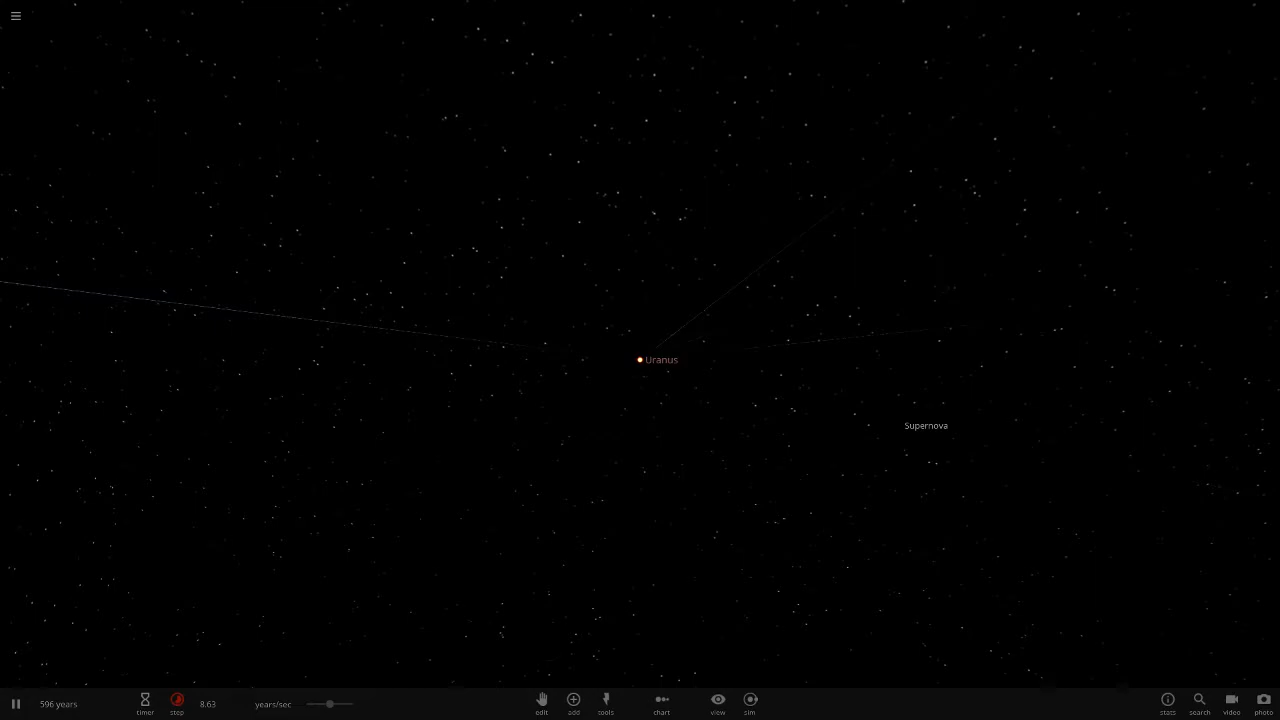 Uranus
Supernova
596 years
timer
step
8.63
years/sec
edit
add
tools
chart
view
sim
stats
search
video
photo